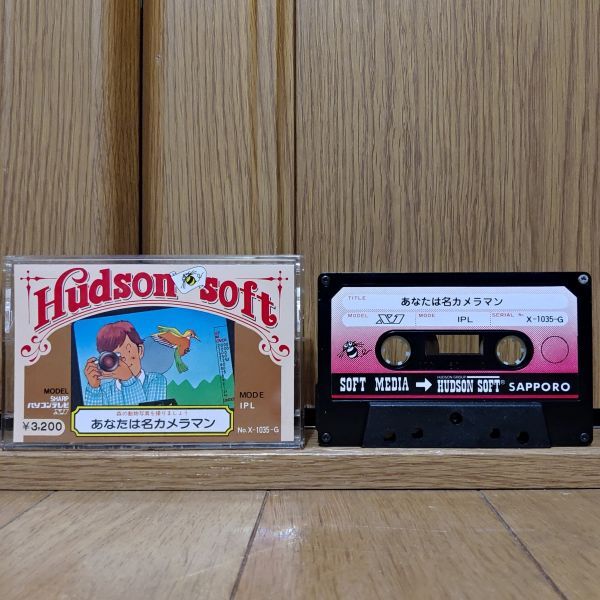 Hudson soft
MODEL
SHARP
パソコンテレビ
X1
¥3,200
MODE
IPL
森の動物写真を撮りましょう
あなたは名カメラマン
No.X-1035-G
TITLE
あなたは名カメラマン
MODEL
X1
MODE
IPL
SERIAL No.
X-1035-G
HUDSON GROUP
SOFT MEDIA → HUDSON SOFT® SAPPORO